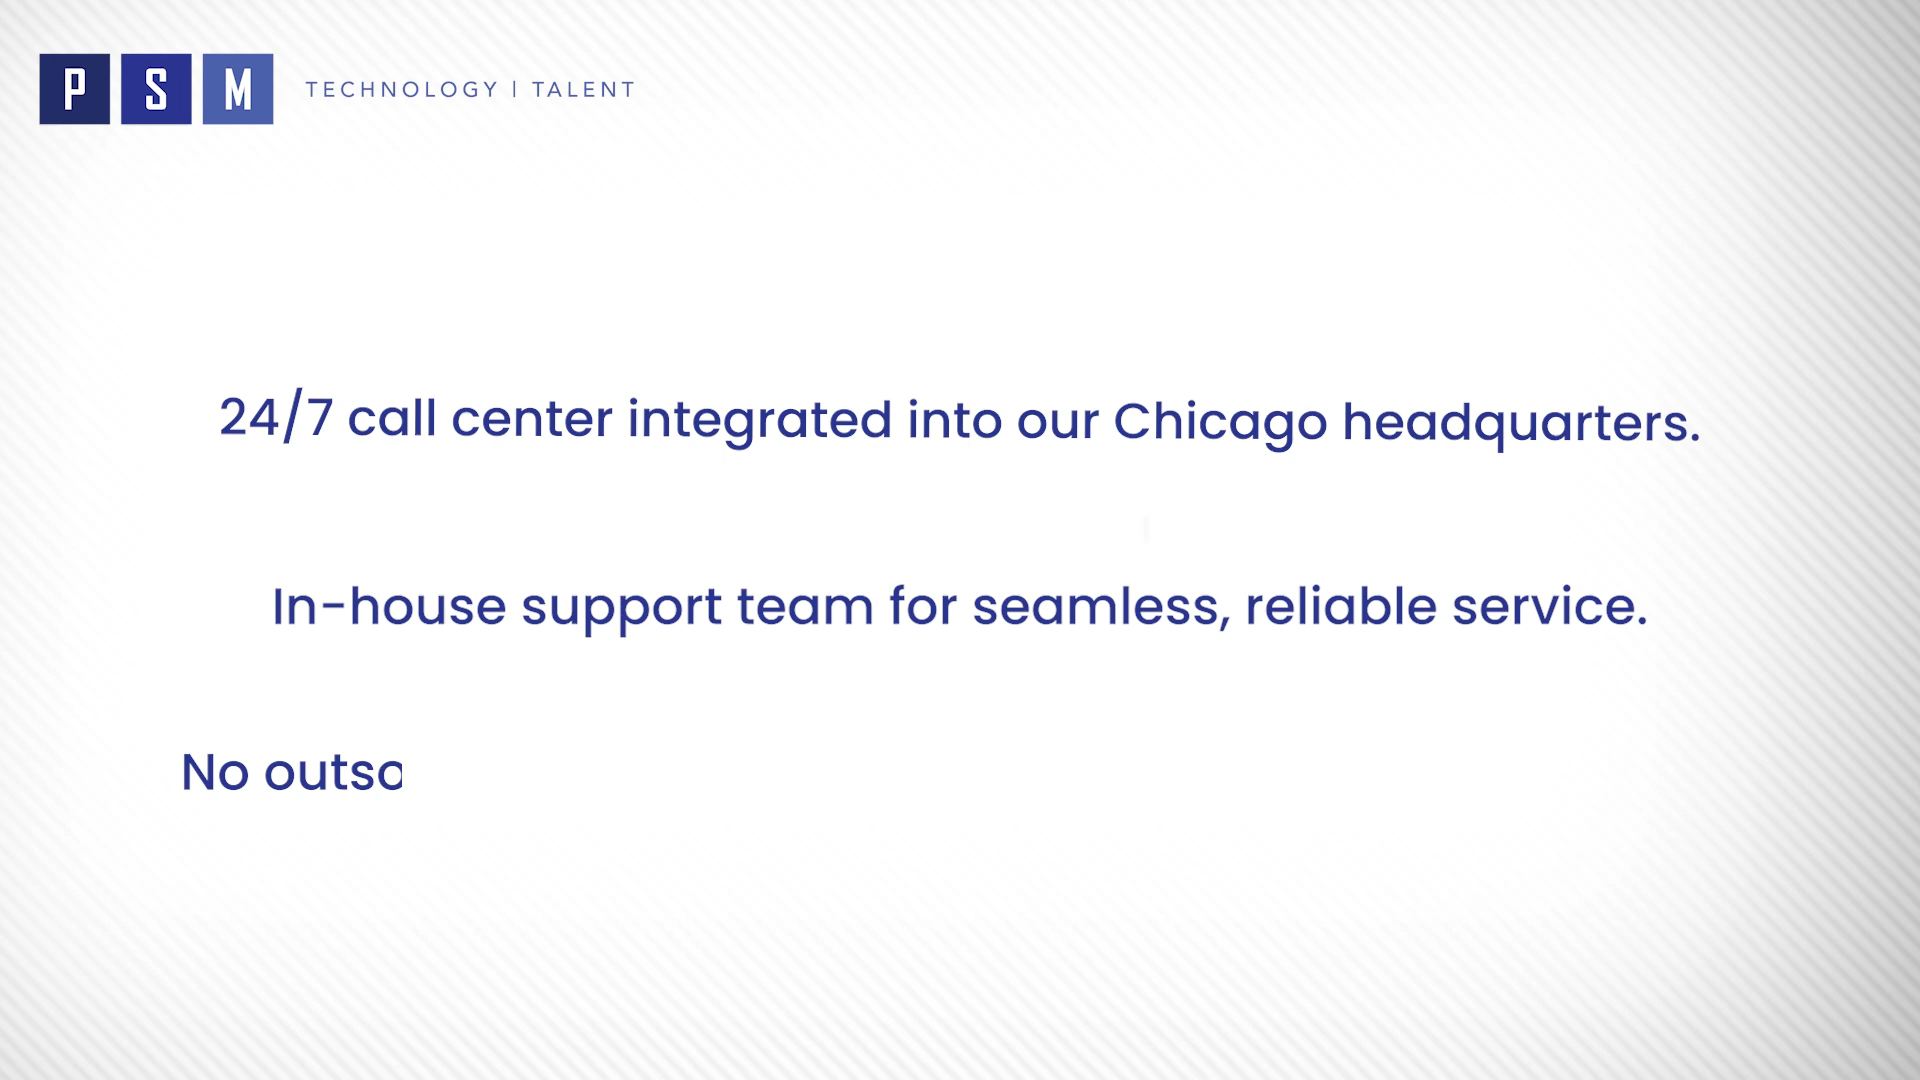 PSM TECHNOLOGY | TALENT
24/7 call center integrated into our Chicago headquarters.
In-house support team for seamless, reliable service.
No